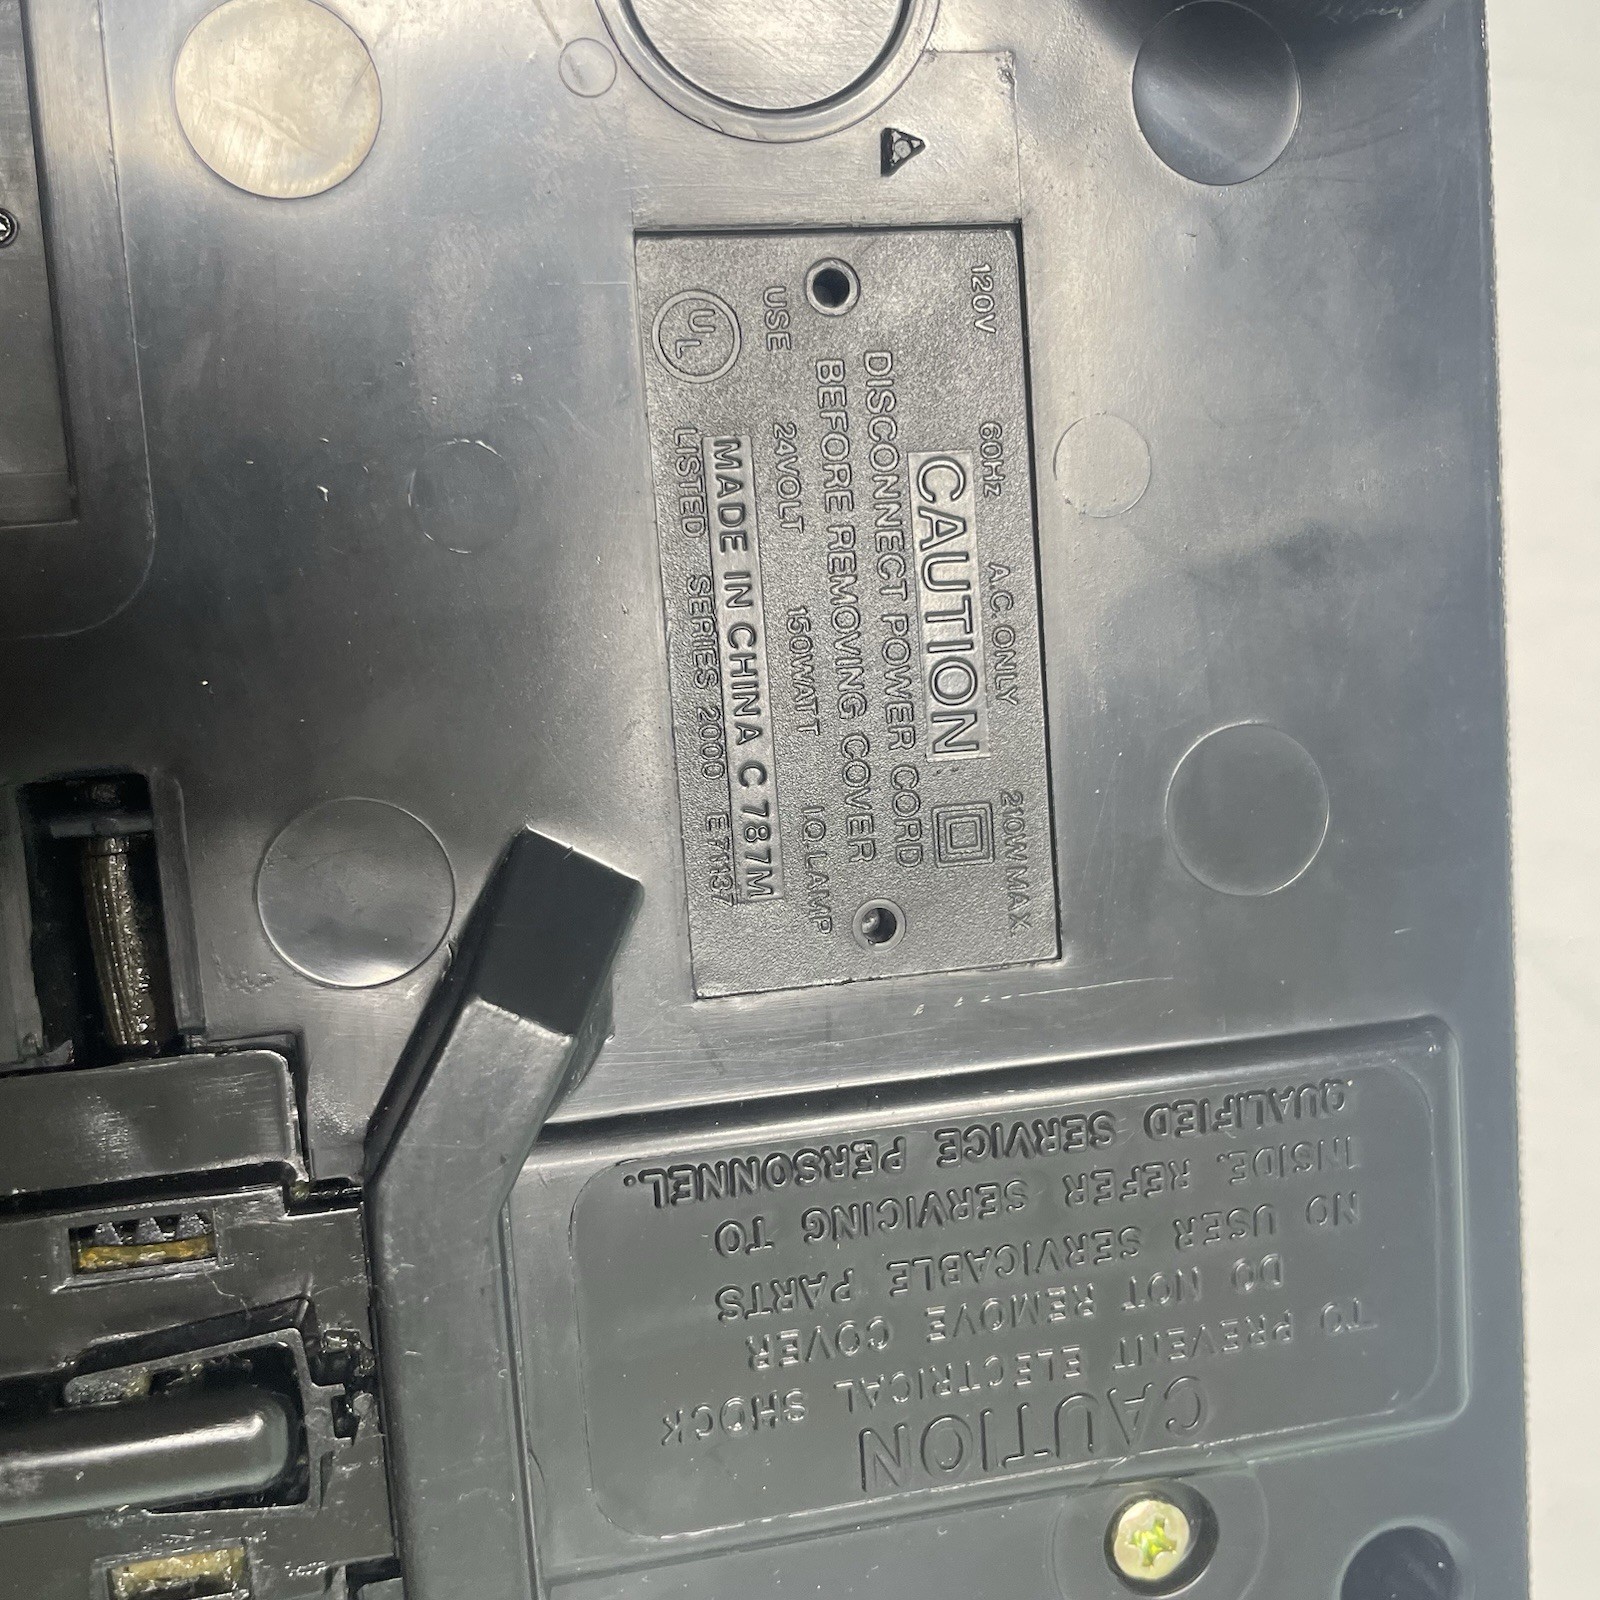 120V 60Hz A.C ONLY 210W MAX
CAUTION
DISCONNECT POWER CORD
BEFORE REMOVING COVER
USE 24VOLT 150WATT I.Q.LAMP
MADE IN CHINA C 787M
UL LISTED SERIES 2000 E71137
CAUTION
TO PREVENT ELECTRICAL SHOCK
DO NOT REMOVE COVER
NO USER SERVICABLE PARTS
INSIDE. REFER SERVICING TO
QUALIFIED SERVICE PERSONNEL.